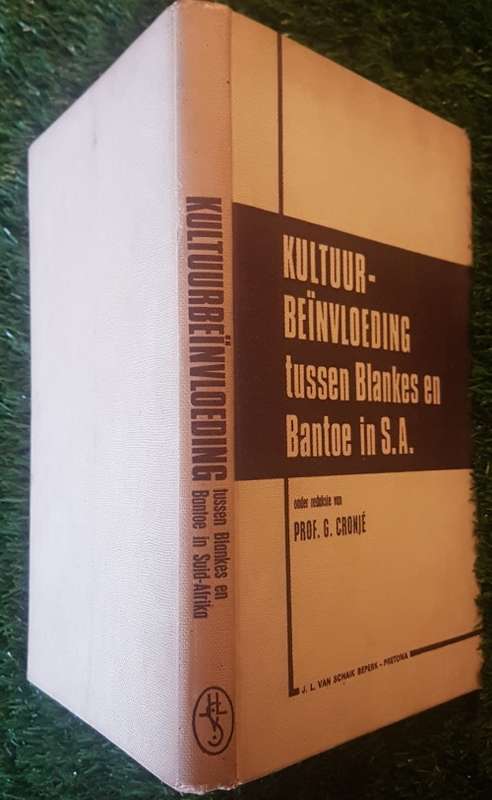 KULTUURBEÏNVLOEDING
tussen Blankes en
Bantoe in Suid-Afrika
KULTUUR-
BEÏNVLOEDING
tussen Blankes en
Bantoe in S.A.
onder redaksie van
PROF. G. CRONJÉ
J. L. VAN SCHAIK BEPERK - PRETORIA